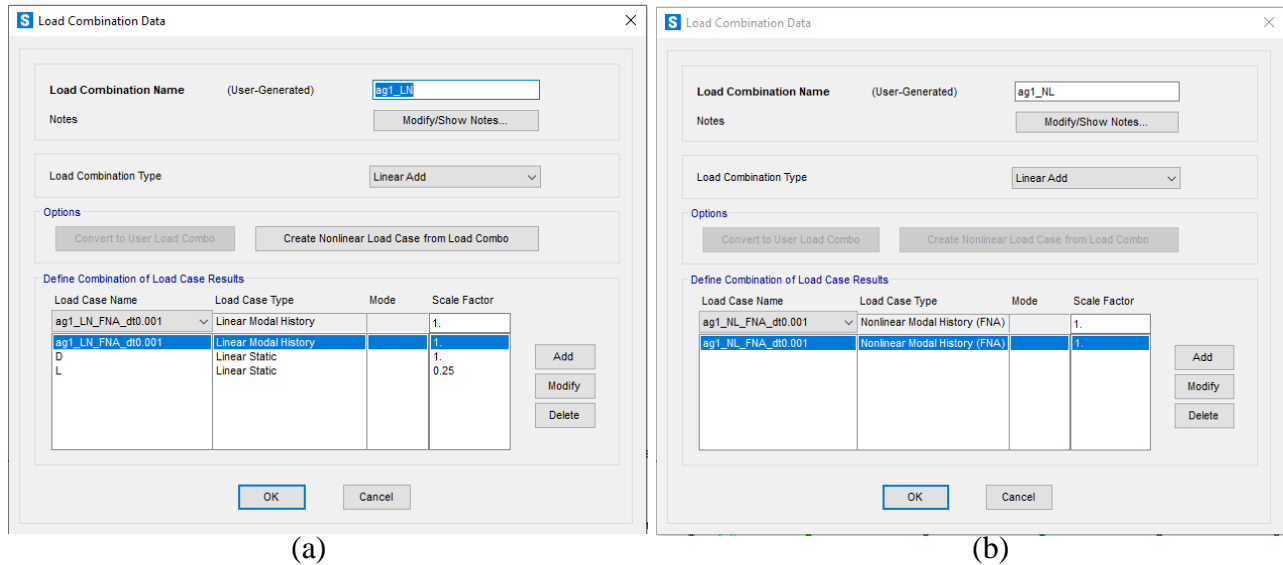 S Load Combination Data
Load Combination Name (User-Generated) ag1_LN
Notes Modify/Show Notes...
Load Combination Type Linear Add
Options
Convert to User Load Combo Create Nonlinear Load Case from Load Combo
Define Combination of Load Case Results
Load Case Name Load Case Type Mode Scale Factor
ag1_LN_FNA_dt0.001 Linear Modal History 1.
ag1_LN_FNA_dt0.001 Linear Modal History 1.
D Linear Static 1.
L Linear Static 0.25
Add
Modify
Delete
OK Cancel
(a)
S Load Combination Data
Load Combination Name (User-Generated) ag1_NL
Notes Modify/Show Notes...
Load Combination Type Linear Add
Options
Convert to User Load Combo Create Nonlinear Load Case from Load Combo
Define Combination of Load Case Results
Load Case Name Load Case Type Mode Scale Factor
ag1_NL_FNA_dt0.001 Nonlinear Modal History (FNA) 1.
ag1_NL_FNA_dt0.001 Nonlinear Modal History (FNA) 1.
Add
Modify
Delete
OK Cancel
(b)